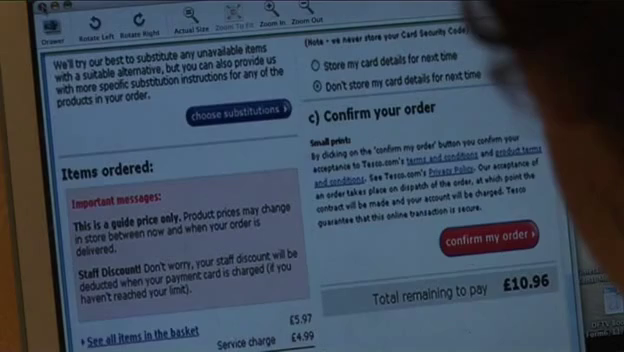 Drawer
Rotate Left
Rotate Right
Actual Size
Zoom To Fit
Zoom In
Zoom Out
We'll try our best to substitute any unavailable items
with a suitable alternative, but you can also provide us
with more specific substitution instructions for any of the
products in your order.
choose substitutions
Items ordered:
Important messages:
This is a guide price only. Product prices may change
in store between now and when your order is
delivered.
Staff Discount! Don't worry, your staff discount will be
deducted when your payment card is charged (if you
haven't reached your limit).
See all items in the basket
£5.97
Service charge £4.99
(Note - we never store your Card Security Code)
Store my card details for next time
Don't store my card details for next time
c) Confirm your order
Small print:
By clicking on the 'confirm my order' button you confirm your
acceptance to Tesco.com's terms and conditions and product terms
and conditions. See Tesco.com's Privacy Policy. Our acceptance of
an order takes place on dispatch of the order, at which point the
contract will be made and your account will be charged. Tesco
guarantee that this online transaction is secure.
confirm my order
Total remaining to pay £10.96